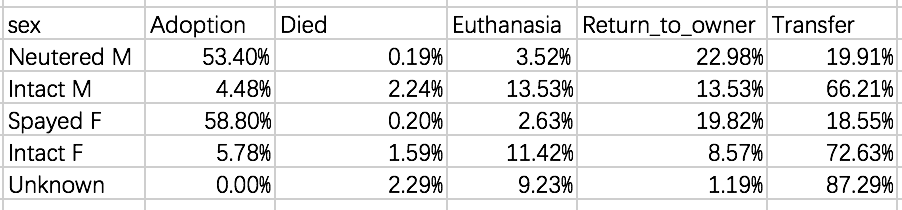 sex Adoption Died Euthanasia Return_to_owner Transfer
Neutered M 53.40% 0.19% 3.52% 22.98% 19.91%
Intact M 4.48% 2.24% 13.53% 13.53% 66.21%
Spayed F 58.80% 0.20% 2.63% 19.82% 18.55%
Intact F 5.78% 1.59% 11.42% 8.57% 72.63%
Unknown 0.00% 2.29% 9.23% 1.19% 87.29%